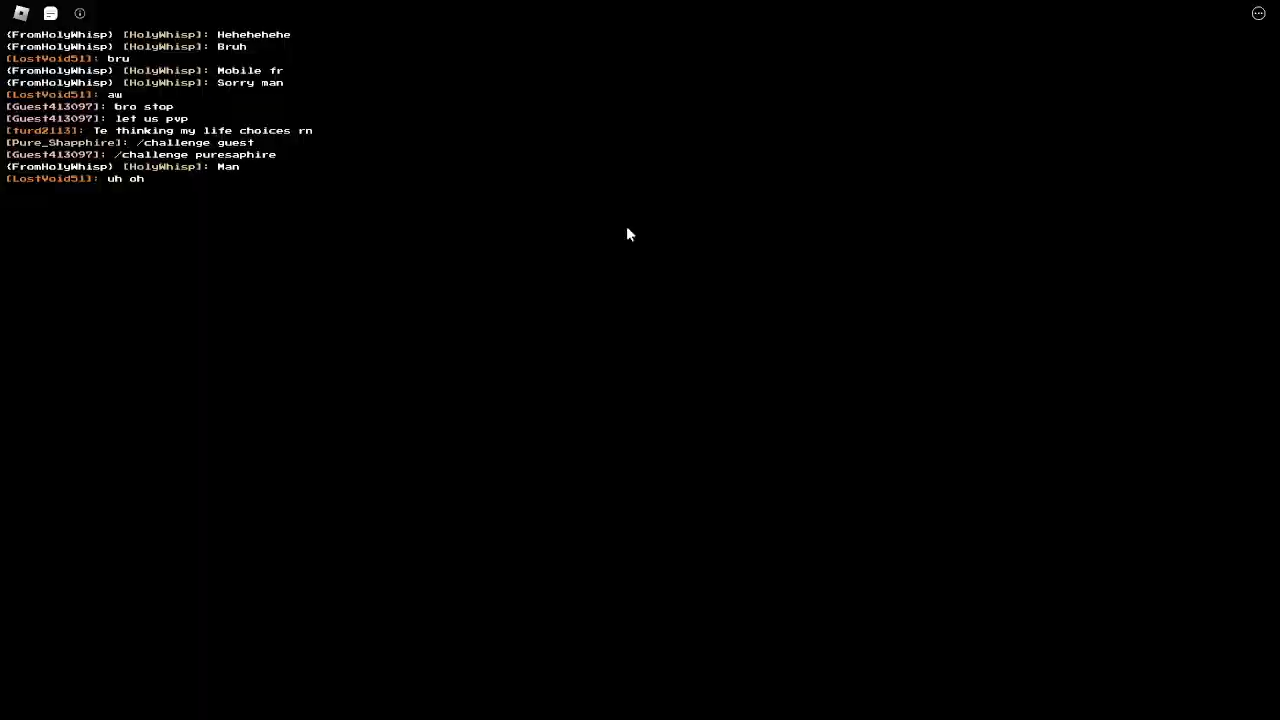 (FromHolyWhisp) [HolyWhisp]: Hehehehehe
(FromHolyWhisp) [HolyWhisp]: Bruh
[LostVoid51]: bru
(FromHolyWhisp) [HolyWhisp]: Mobile fr
(FromHolyWhisp) [HolyWhisp]: Sorry man
[LostVoid51]: aw
[Guest413097]: bro stop
[Guest413097]: let us pvp
[turd2113]: Te thinking my life choices rn
[Pure_Shapphire]: /challenge guest
[Guest413097]: /challenge puresaphire
(FromHolyWhisp) [HolyWhisp]: Man
[LostVoid51]: uh oh